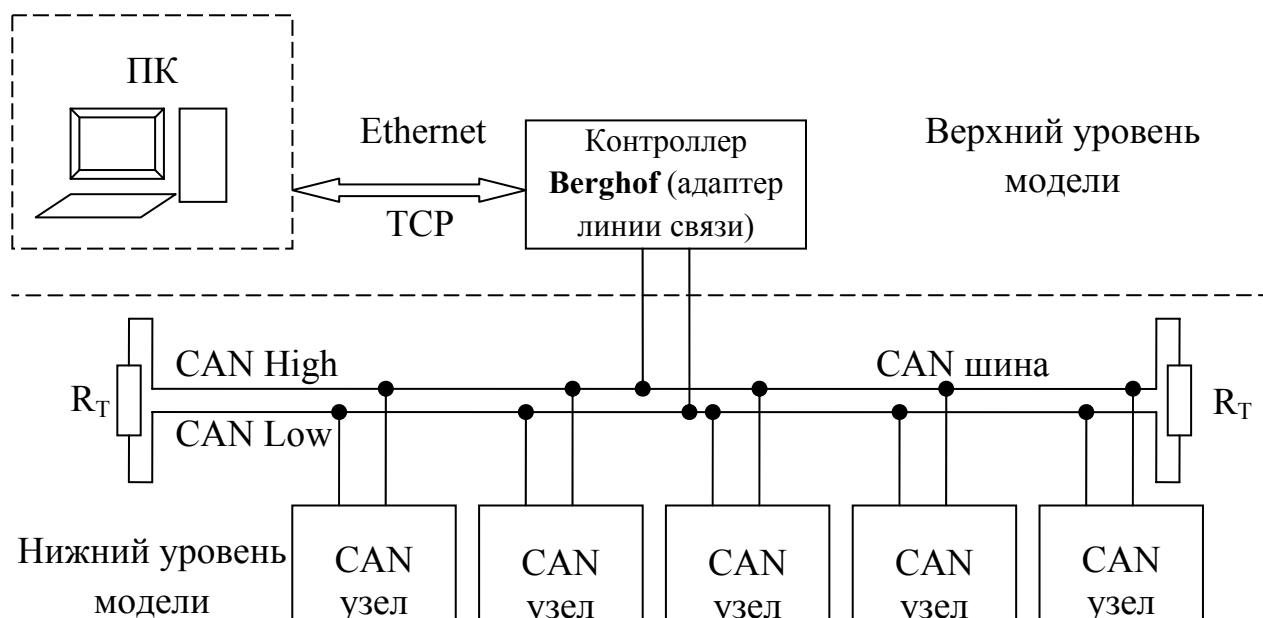 ПК
Ethernet
TCP
Контроллер
Berghof (адаптер
линии связи)
Верхний уровень
модели
CAN High
CAN шина
R_T
R_T
CAN Low
Нижний уровень
модели
CAN
узел
CAN
узел
CAN
узел
CAN
узел
CAN
узел